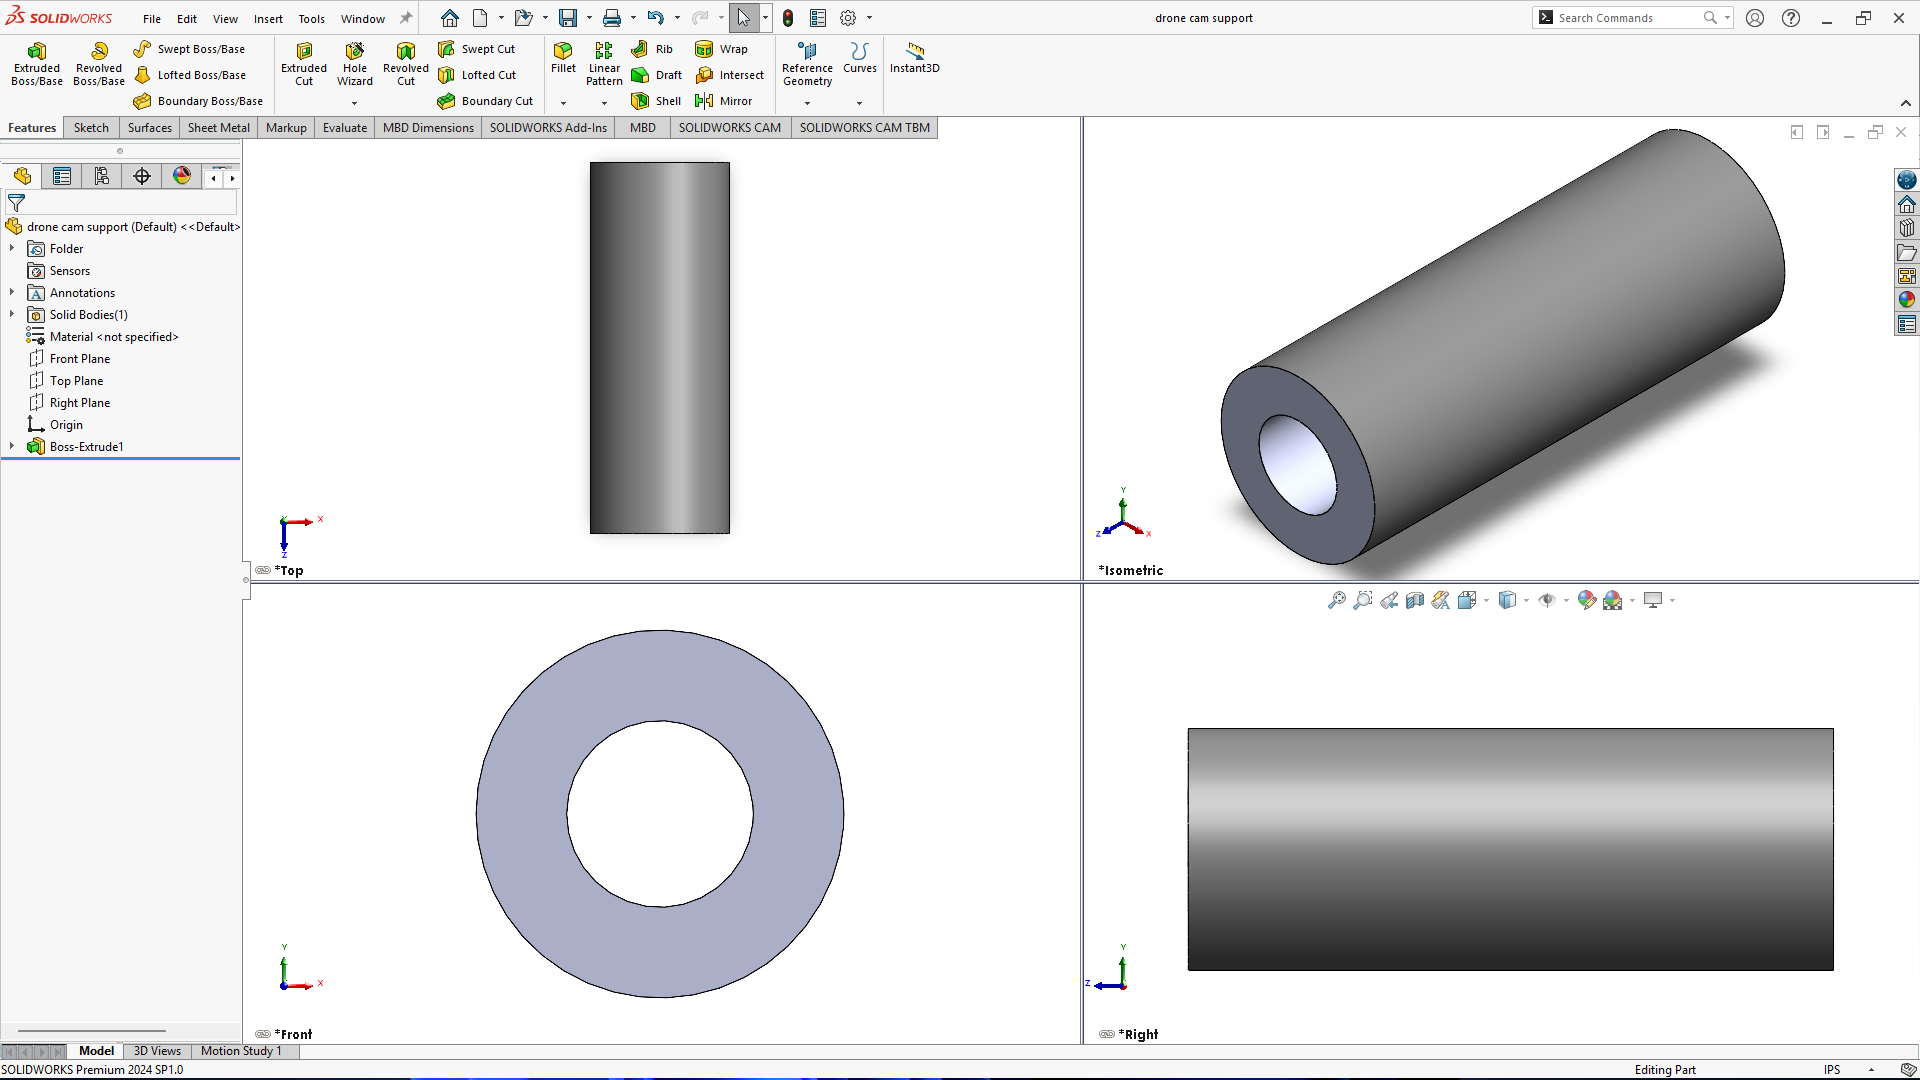 SOLIDWORKS File Edit View Insert Tools Window drone cam support Search Commands
Extruded Boss/Base
Revolved Boss/Base
Swept Boss/Base
Lofted Boss/Base
Boundary Boss/Base
Extruded Cut
Hole Wizard
Revolved Cut
Swept Cut
Lofted Cut
Boundary Cut
Fillet
Linear Pattern
Rib
Draft
Shell
Wrap
Intersect
Mirror
Reference Geometry
Curves
Instant3D
Features Sketch Surfaces Sheet Metal Markup Evaluate MBD Dimensions SOLIDWORKS Add-Ins MBD SOLIDWORKS CAM SOLIDWORKS CAM TBM
drone cam support (Default) <<Default>
Folder
Sensors
Annotations
Solid Bodies(1)
Material <not specified>
Front Plane
Top Plane
Right Plane
Origin
Boss-Extrude1
X
Z
*Top
Y
Z
X
*Isometric
Y
X
*Front
Y
Z
*Right
Model 3D Views Motion Study 1
SOLIDWORKS Premium 2024 SP1.0 Editing Part IPS